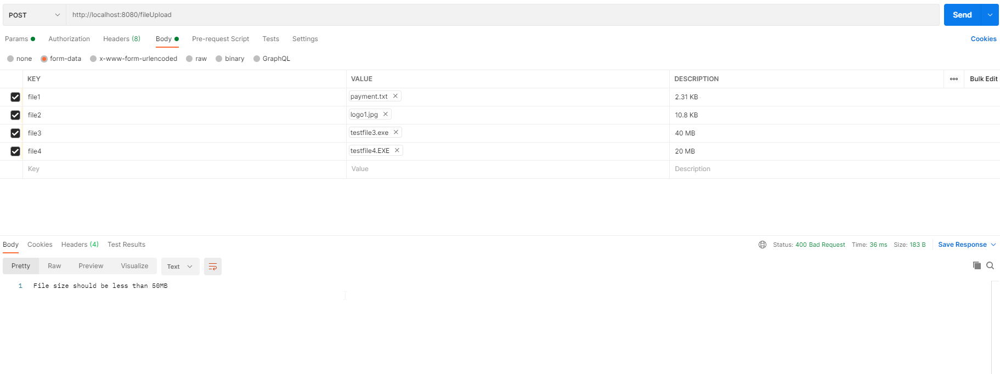 POST http://localhost:8080/fileUpload Send
Params Authorization Headers (8) Body Pre-request Script Tests Settings Cookies
none form-data x-www-form-urlencoded raw binary GraphQL
KEY VALUE DESCRIPTION Bulk Edit
file1 payment.txt 2.31 KB
file2 logo1.jpg 10.8 KB
file3 testfile3.exe 40 MB
file4 testfile4.EXE 20 MB
Key Value Description
Body Cookies Headers (4) Test Results Status: 400 Bad Request Time: 36 ms Size: 183 B Save Response
Pretty Raw Preview Visualize Text
1 File size should be less than 50MB